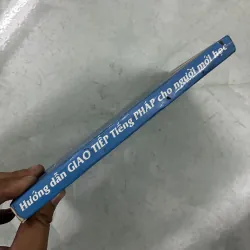 Hướng dẫn GIAO TIẾP Tiếng PHÁP cho người mới học